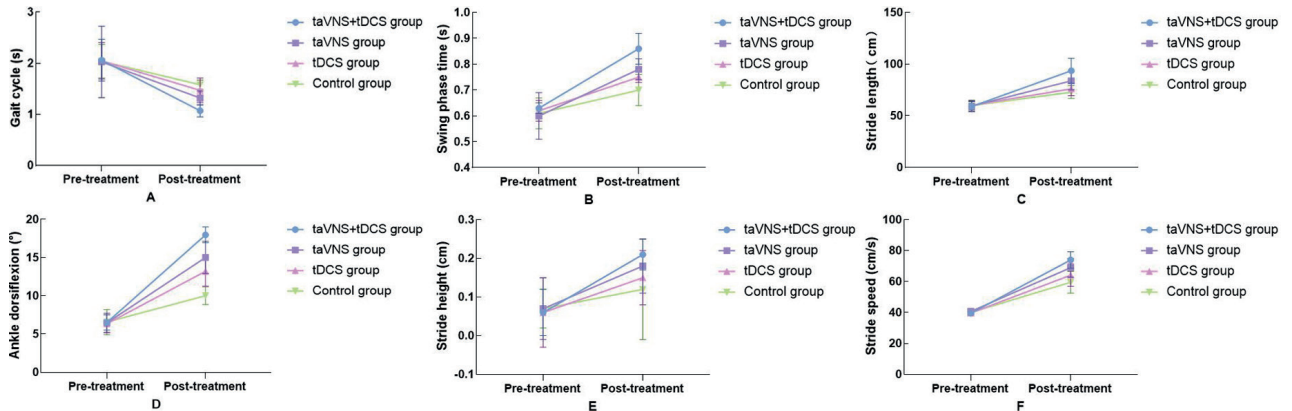 Gait cycle (s)
3
2
1
0
Pre-treatment Post-treatment
A
taVNS+tDCS group
taVNS group
tDCS group
Control group
Swing phase time (s)
1.0
0.9
0.8
0.7
0.6
0.5
0.4
Pre-treatment Post-treatment
B
taVNS+tDCS group
taVNS group
tDCS group
Control group
Stride length( cm)
150
100
50
0
Pre-treatment Post-treatment
C
taVNS+tDCS group
taVNS group
tDCS group
Control group
Ankle dorsiflexion (°)
20
15
10
5
0
Pre-treatment Post-treatment
D
taVNS+tDCS group
taVNS group
tDCS group
Control group
Stride height (cm)
0.3
0.2
0.1
0.0
-0.1
Pre-treatment Post-treatment
E
taVNS+tDCS group
taVNS group
tDCS group
Control group
Stride speed (cm/s)
100
80
60
40
20
0
Pre-treatment Post-treatment
F
taVNS+tDCS group
taVNS group
tDCS group
Control group